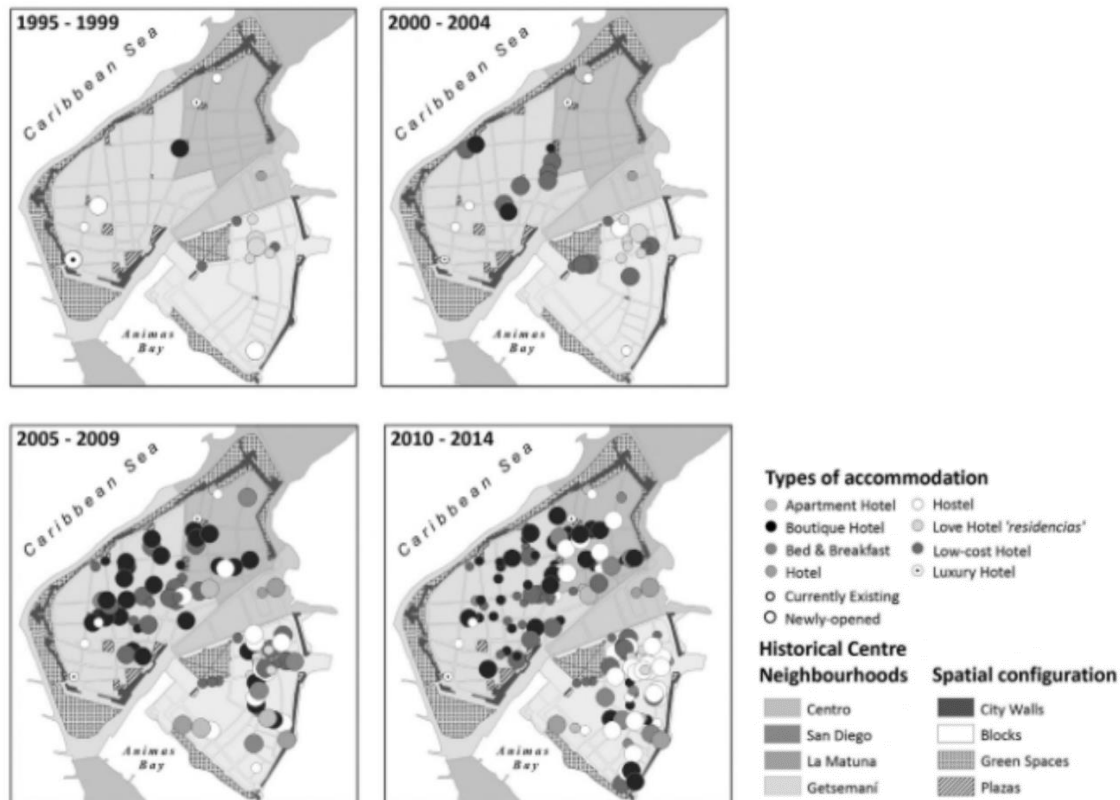 1995 - 1999
Caribbean Sea
Animas
Bay
2000 - 2004
Caribbean Sea
Animas
Bay
2005 - 2009
Caribbean Sea
Animas
Bay
2010 - 2014
Caribbean Sea
Animas
Bay
Types of accommodation
Apartment Hotel
Boutique Hotel
Bed & Breakfast
Hotel
Currently Existing
Newly-opened
Hostel
Love Hotel 'residencias'
Low-cost Hotel
Luxury Hotel
Historical Centre
Neighbourhoods
Centro
San Diego
La Matuna
Getsemaní
Spatial configuration
City Walls
Blocks
Green Spaces
Plazas